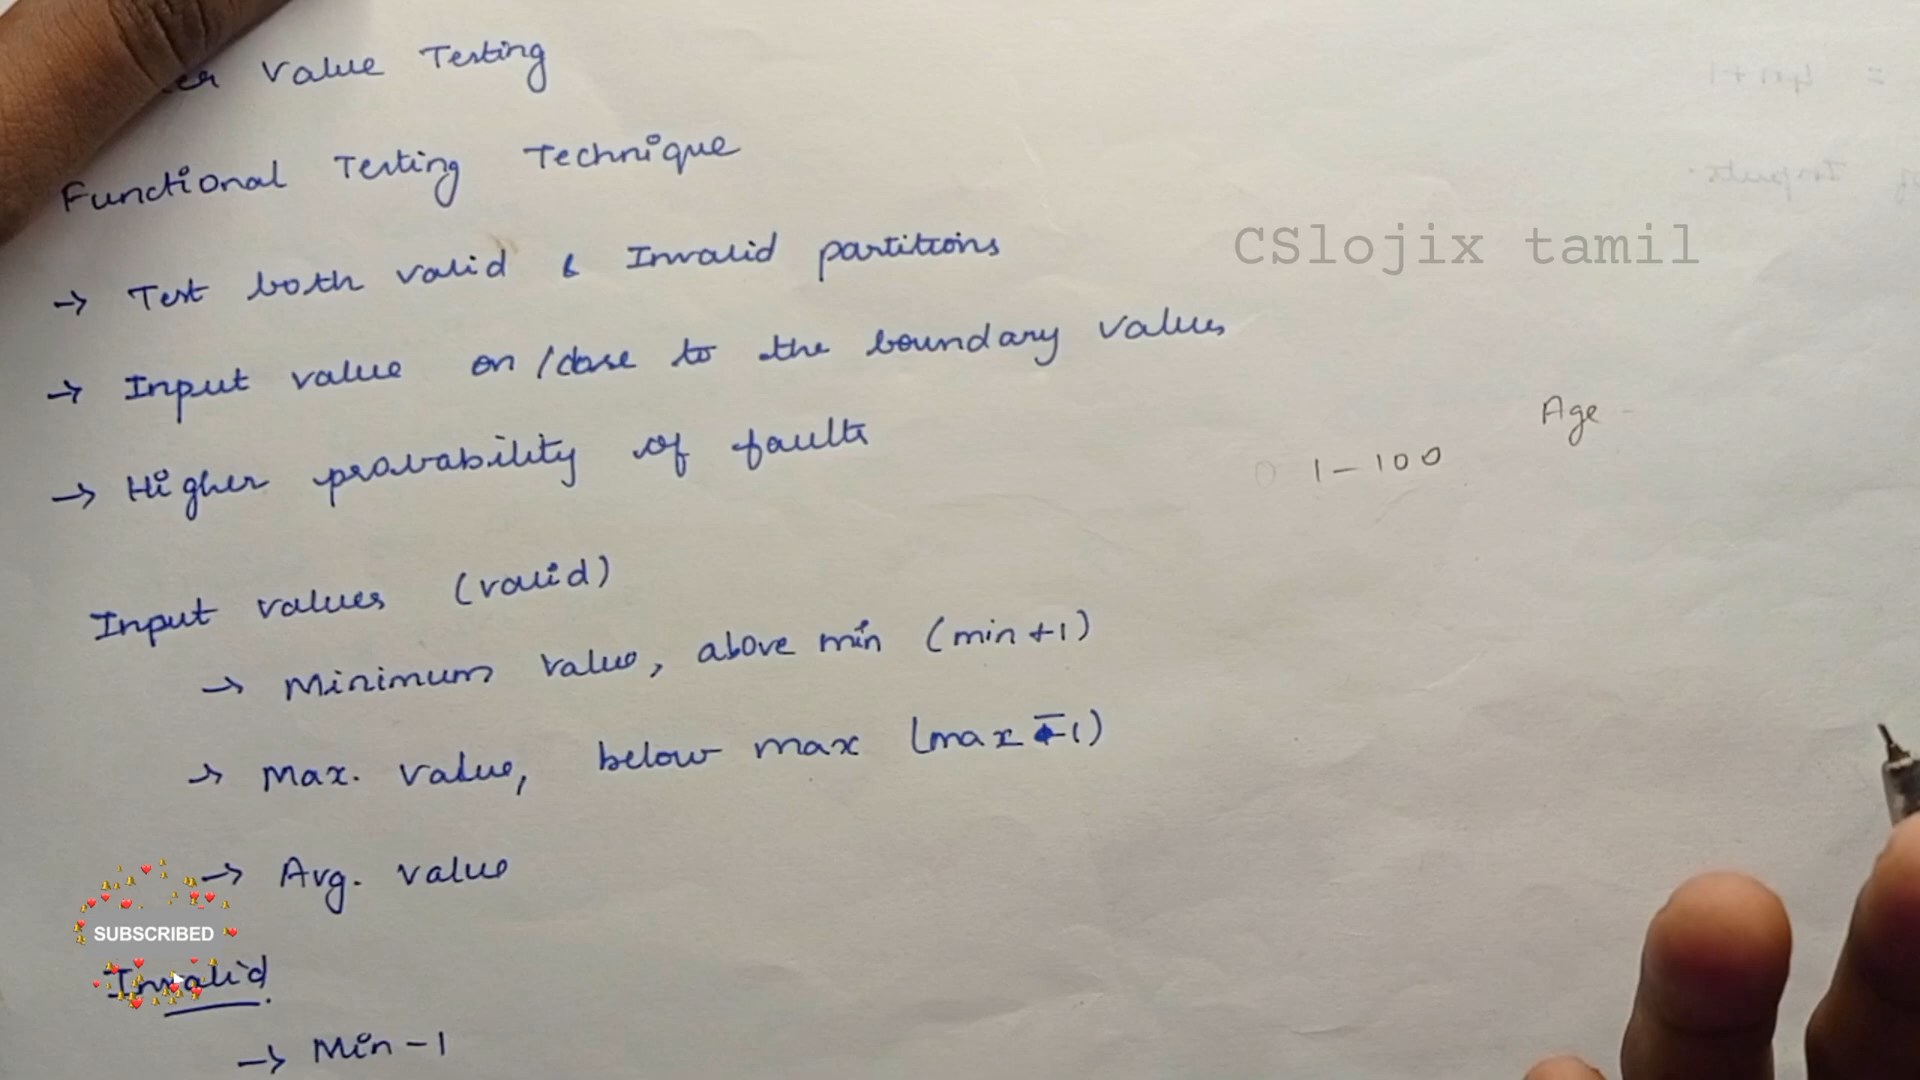 Value Testing
Functional Testing Technique
CSlojix tamil
→ Test both valid & Invalid partitions
→ Input value on/close to the boundary values
→ Higher probability of faults
Age
1-100
Input values (valid)
→ Minimum value, above min (min+1)
→ Max. value, below max (max-1)
→ Avg. value
SUBSCRIBED
Invalid
→ Min-1